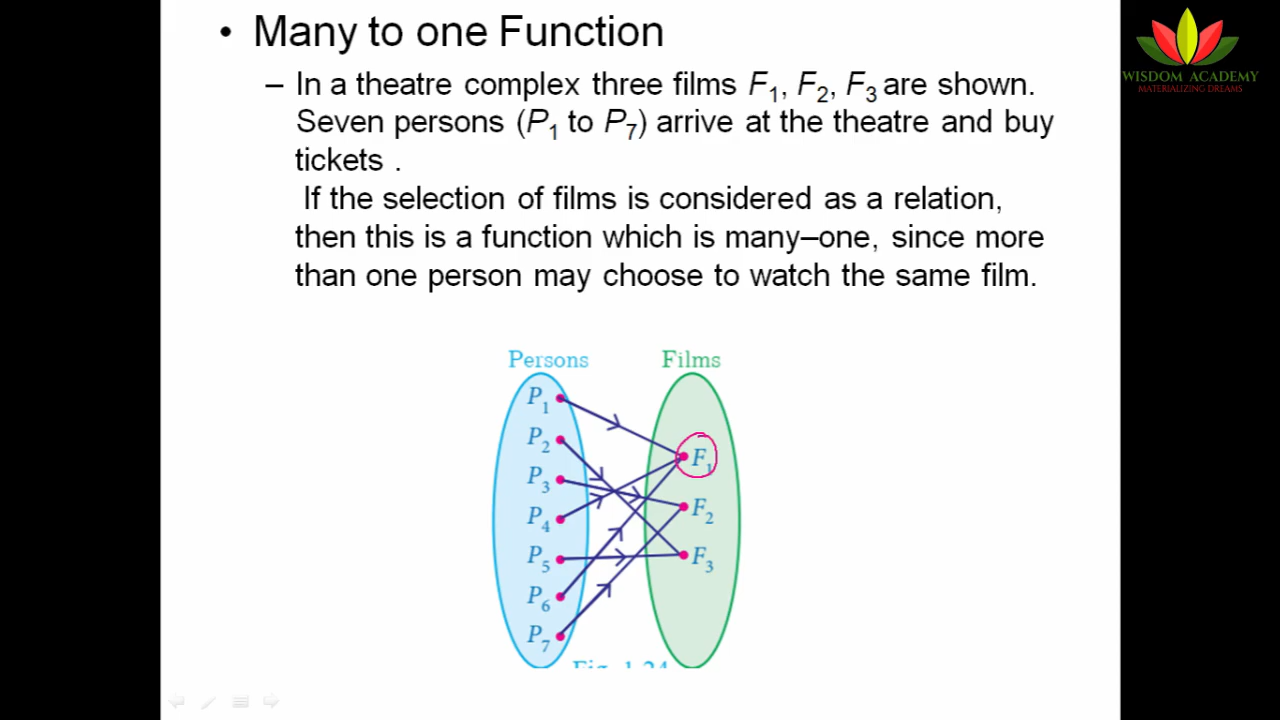 • Many to one Function
– In a theatre complex three films F1, F2, F3 are shown.
Seven persons (P1 to P7) arrive at the theatre and buy
tickets .
If the selection of films is considered as a relation,
then this is a function which is many–one, since more
than one person may choose to watch the same film.
WISDOM ACADEMY
MATERIALIZING DREAMS
Persons
Films
P1
P2
P3
P4
P5
P6
P7
F1
F2
F3
Fig. 1.24